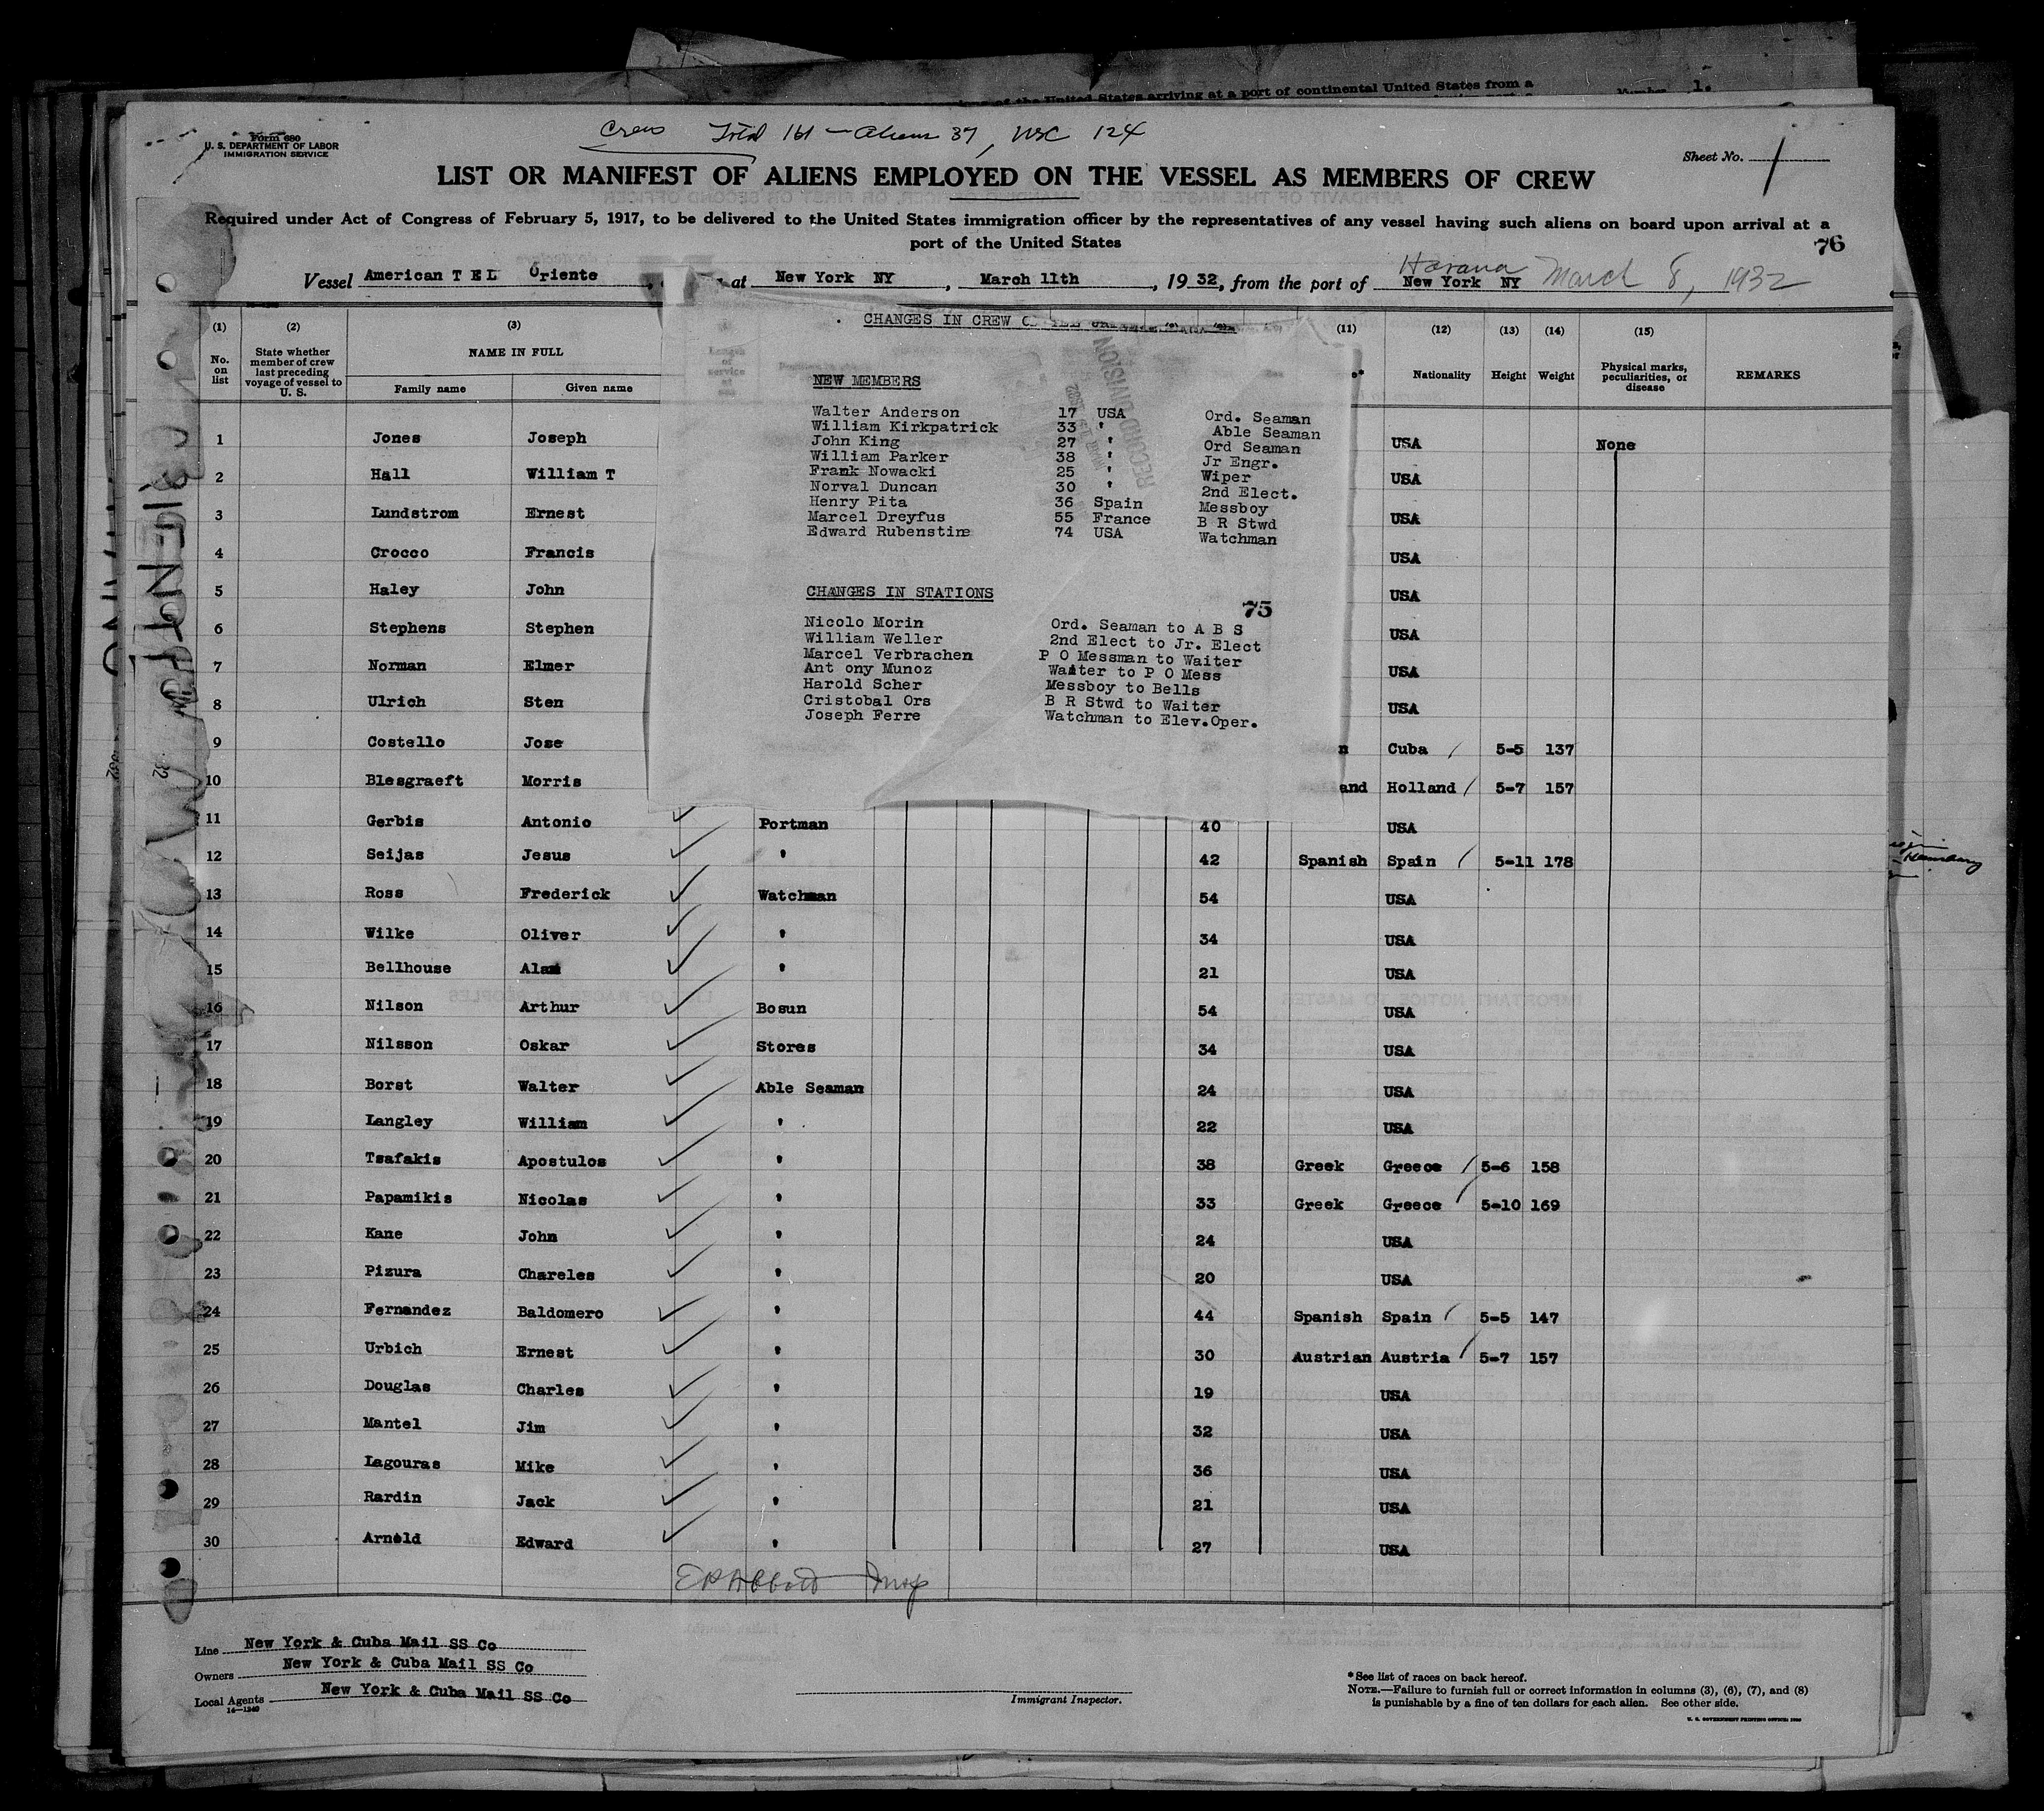 Crew Total 161 — Aliens 37, USC 124
Form 680
U. S. DEPARTMENT OF LABOR
IMMIGRATION SERVICE
Sheet No. 1
LIST OR MANIFEST OF ALIENS EMPLOYED ON THE VESSEL AS MEMBERS OF CREW
Required under Act of Congress of February 5, 1917, to be delivered to the United States immigration officer by the representatives of any vessel having such aliens on board upon arrival at a
port of the United States
76
Vessel American T E L Oriente, at New York NY, March 11th, 1932, from the port of New York NY Havana March 8, 1932
(1) (2) (3) (11) (12) (13) (14) (15)
No. on list State whether member of crew last preceding voyage of vessel to U. S. NAME IN FULL Family name Given name Nationality Height Weight Physical marks, peculiarities, or disease REMARKS
CHANGES IN CREW
NEW MEMBERS
Walter Anderson 17 USA Ord. Seaman
William Kirkpatrick 33 " Able Seaman
John King 27 " Ord Seaman
William Parker 38 " Jr Engr.
Frank Nowacki 25 " Wiper
Norval Duncan 30 " 2nd Elect.
Henry Pita 36 Spain Messboy
Marcel Dreyfus 55 France B R Stwd
Edward Rubenstine 74 USA Watchman
RECORD DIVISION
CHANGES IN STATIONS
75
Nicolo Morin Ord. Seaman to A B S
William Weller 2nd Elect to Jr. Elect
Marcel Verbrachen P O Messman to Waiter
Ant ony Munoz Waiter to P O Mess
Harold Scher Messboy to Bells
Cristobal Ors B R Stwd to Waiter
Joseph Ferre Watchman to Elev.Oper.
1 Jones Joseph USA None
2 Hall William T USA
3 Lundstrom Ernest USA
4 Crocco Francis USA
5 Haley John USA
6 Stephens Stephen USA
7 Norman Elmer USA
8 Ulrich Sten USA
9 Costello Jose Cuba 5-5 137
10 Blesgraeft Morris Holland 5-7 157
11 Gerbis Antonio Portman 40 USA
12 Seijas Jesus " 42 Spanish Spain 5-11 178
13 Ross Frederick Watchman 54 USA
14 Wilke Oliver " 34 USA
15 Bellhouse Alan " 21 USA
16 Nilson Arthur Bosun 54 USA
17 Nilsson Oskar Stores 34 USA
18 Borst Walter Able Seaman 24 USA
19 Langley William " 22 USA
20 Tsafakis Apostulos " 38 Greek Greece 5-6 158
21 Papamikis Nicolas " 33 Greek Greece 5-10 169
22 Kane John " 24 USA
23 Pizura Chareles " 20 USA
24 Fernandez Baldomero " 44 Spanish Spain 5-5 147
25 Urbich Ernest " 30 Austrian Austria 5-7 157
26 Douglas Charles " 19 USA
27 Mantel Jim " 32 USA
28 Lagouras Mike " 36 USA
29 Rardin Jack " 21 USA
30 Arnold Edward " 27 USA
Line New York & Cuba Mail SS Co
Owners New York & Cuba Mail SS Co
Local Agents New York & Cuba Mail SS Co
14—1240
Immigrant Inspector.
* See list of races on back hereof.
NOTE.—Failure to furnish full or correct information in columns (3), (6), (7), and (8)
is punishable by a fine of ten dollars for each alien. See other side.